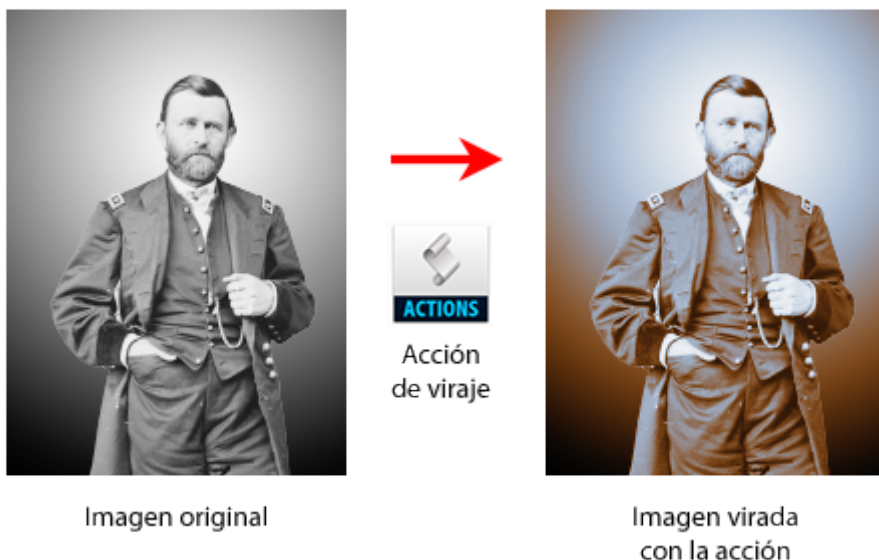 ACTIONS
Acción
de viraje
Imagen original
Imagen virada
con la acción